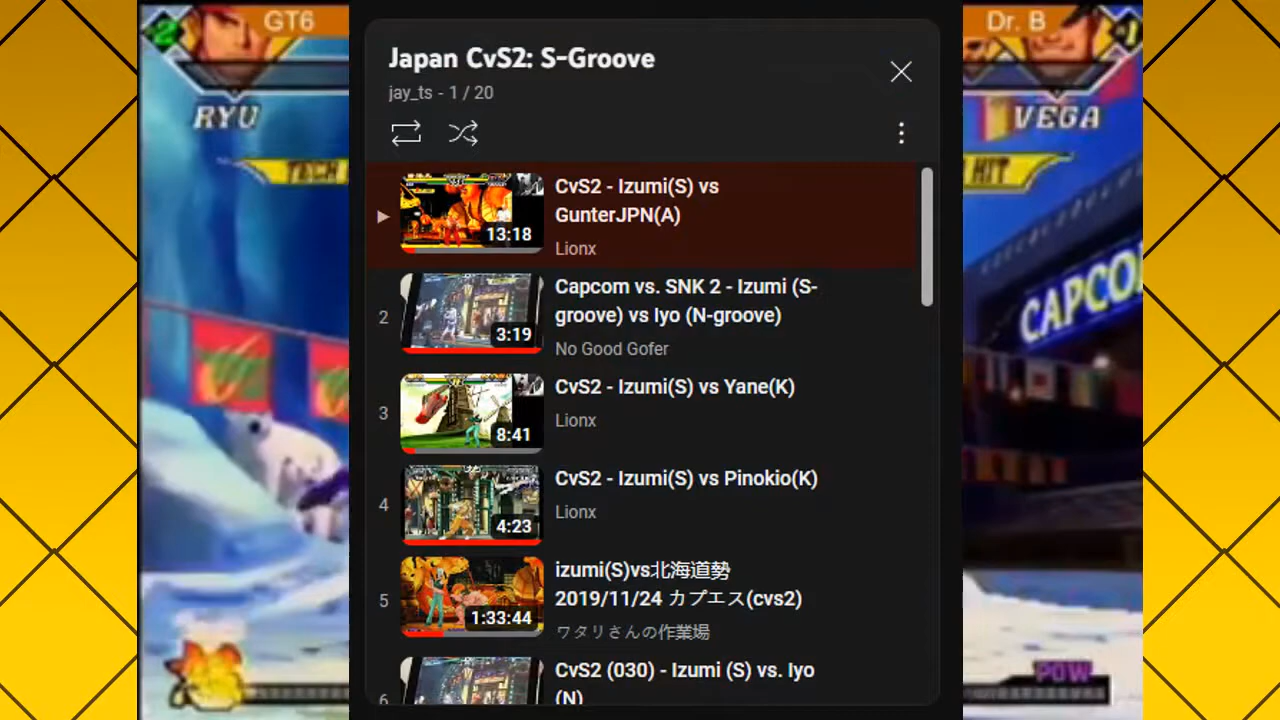 GT6
2
RYU
TECH
Japan CvS2: S-Groove
jay_ts - 1 / 20
CvS2 - Izumi(S) vs
GunterJPN(A)
13:18
Lionx
2
Capcom vs. SNK 2 - Izumi (S-
groove) vs Iyo (N-groove)
3:19
No Good Gofer
3
CvS2 - Izumi(S) vs Yane(K)
8:41
Lionx
4
CvS2 - Izumi(S) vs Pinokio(K)
4:23
Lionx
5
izumi(S)vs北海道勢
2019/11/24 カプエス(cvs2)
1:33:44
ワタリさんの作業場
6
CvS2 (030) - Izumi (S) vs. Iyo
(N)
Dr. B
1
VEGA
HIT
CAPCO
POW